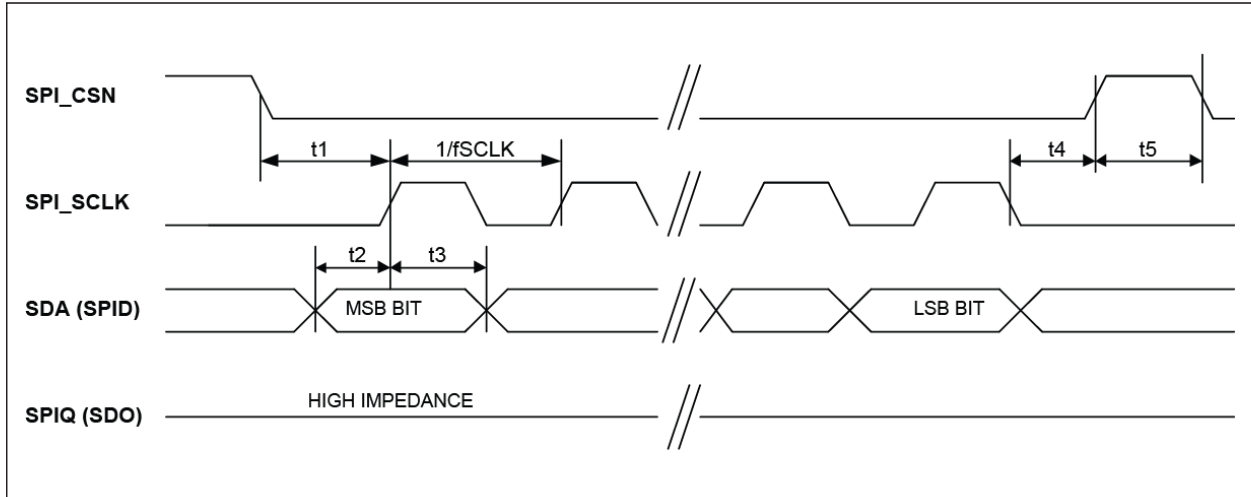 SPI_CSN
t1
1/fSCLK
t4
t5
SPI_SCLK
t2
t3
SDA (SPID)
MSB BIT
LSB BIT
HIGH IMPEDANCE
SPIQ (SDO)